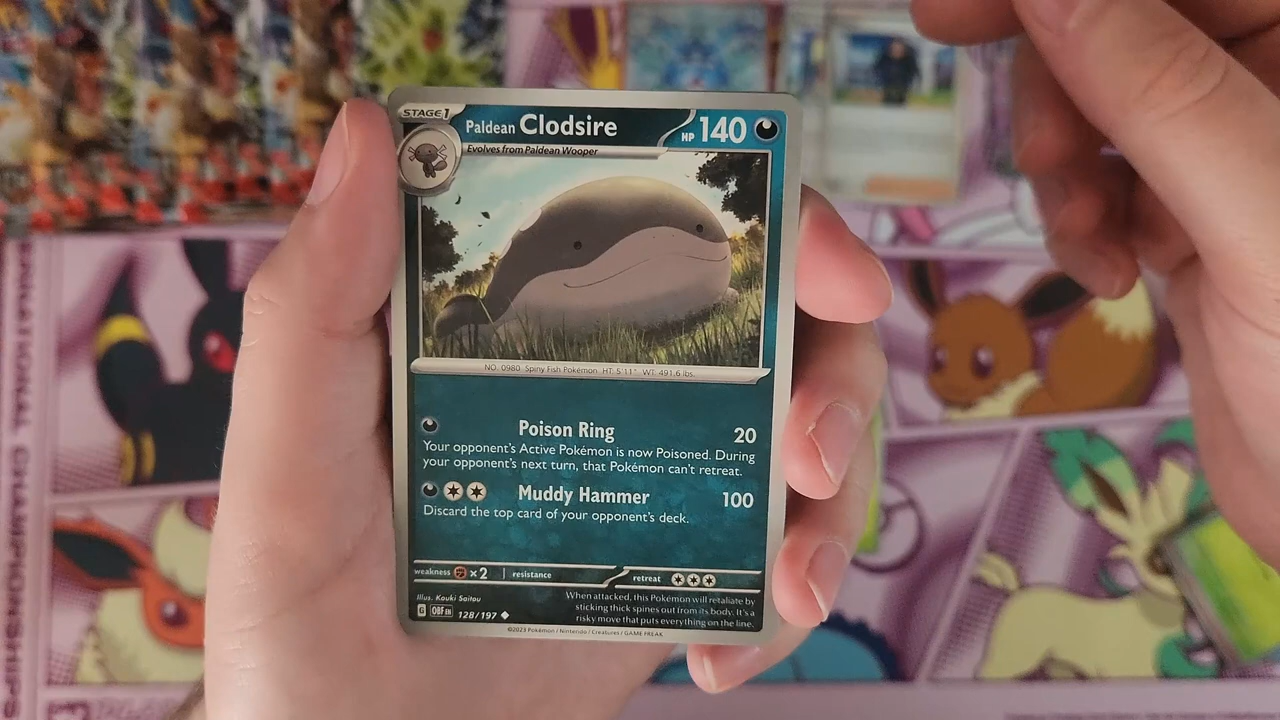 STAGE 1
Paldean Clodsire
HP 140
Evolves from Paldean Wooper
NO. 0980 Spiny Fish Pokémon HT: 5'11" WT: 491.6 lbs.
Poison Ring 20
Your opponent's Active Pokémon is now Poisoned. During
your opponent's next turn, that Pokémon can't retreat.
Muddy Hammer 100
Discard the top card of your opponent's deck.
weakness ×2 resistance retreat
Illus. Kouki Saitou
G OBF EN 128/197
When attacked, this Pokémon will retaliate by
sticking thick spines out from its body. It's a
risky move that puts everything on the line.
©2023 Pokémon / Nintendo / Creatures / GAME FREAK
NATIONAL CHAMPIONSHIPS